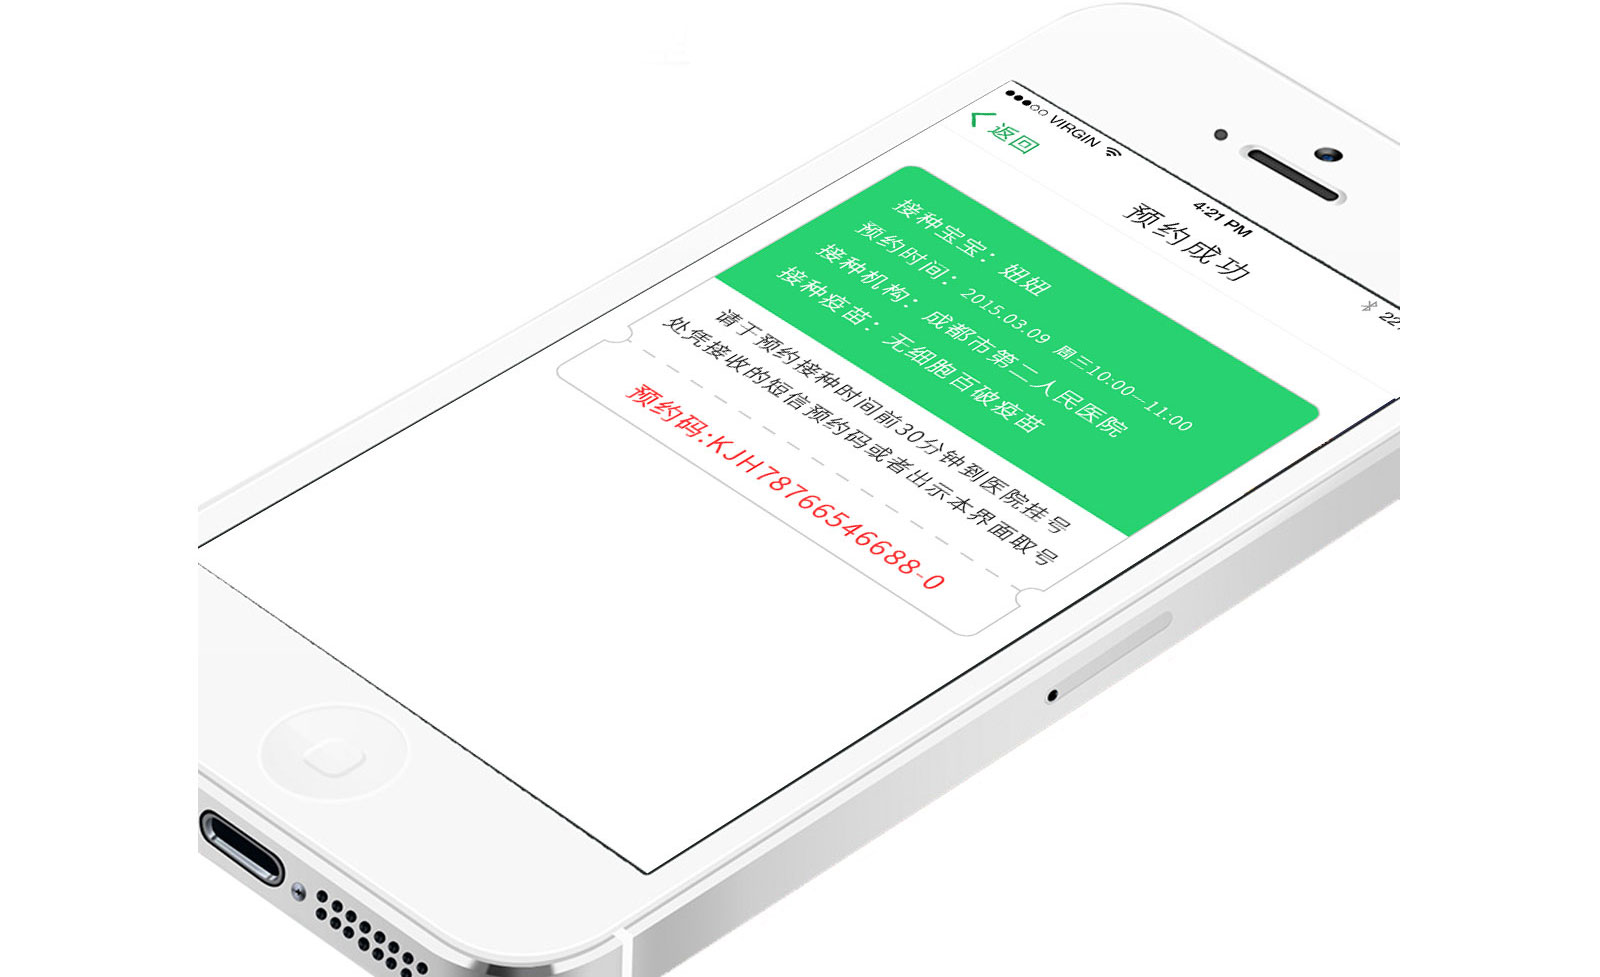 VIRGIN
4:21 PM
22
返回
预约成功
接种宝宝：妞妞
预约时间：2015.03.09 周三10:00—11:00
接种机构：成都市第二人民医院
接种疫苗：无细胞百破疫苗
请于预约接种时间前30分钟到医院挂号
处凭接收的短信预约码或者出示本界面取号
预约码:KJH78766546688-0